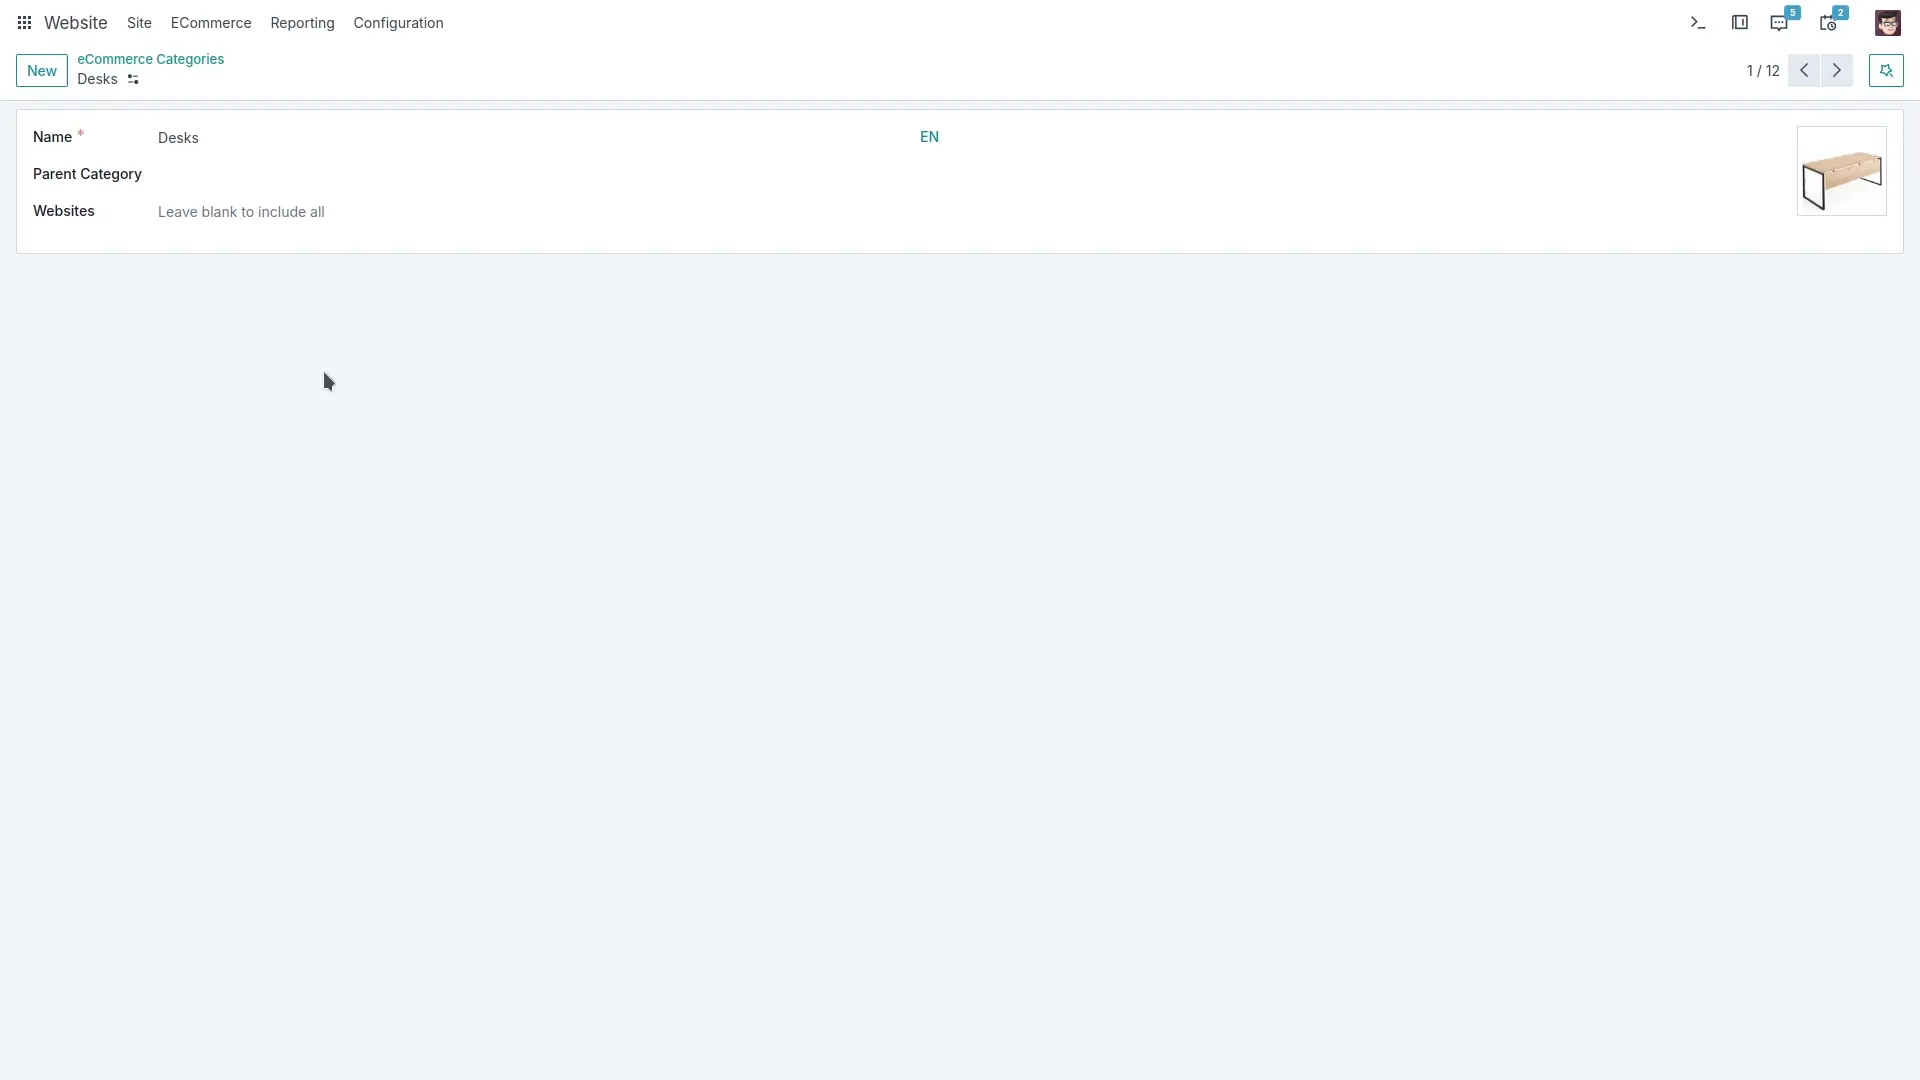 Website Site ECommerce Reporting Configuration 5 2
New eCommerce Categories
Desks
1 / 12
Name * Desks EN
Parent Category
Websites Leave blank to include all